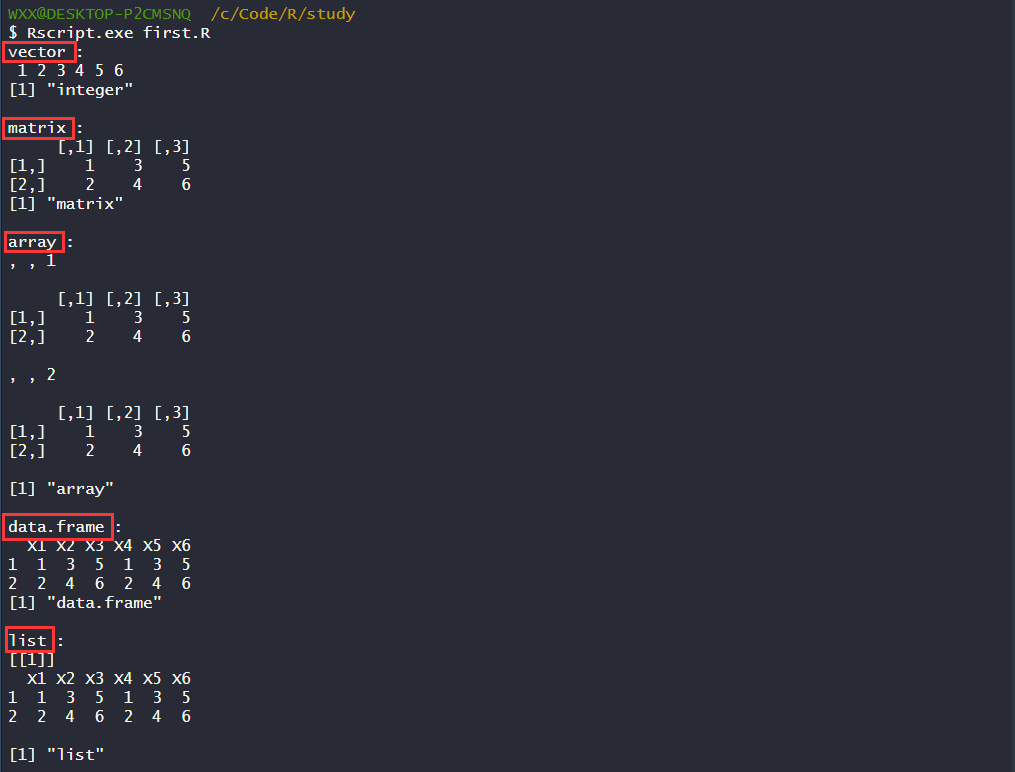 WXX@DESKTOP-P2CMSNQ  /c/Code/R/study
$ Rscript.exe first.R
vector :
 1 2 3 4 5 6
[1] "integer"
matrix :
     [,1] [,2] [,3]
[1,]    1    3    5
[2,]    2    4    6
[1] "matrix"
array :
, , 1
     [,1] [,2] [,3]
[1,]    1    3    5
[2,]    2    4    6
, , 2
     [,1] [,2] [,3]
[1,]    1    3    5
[2,]    2    4    6
[1] "array"
data.frame :
  X1 X2 X3 X4 X5 X6
1  1  3  5  1  3  5
2  2  4  6  2  4  6
[1] "data.frame"
list :
[[1]]
  X1 X2 X3 X4 X5 X6
1  1  3  5  1  3  5
2  2  4  6  2  4  6
[1] "list"